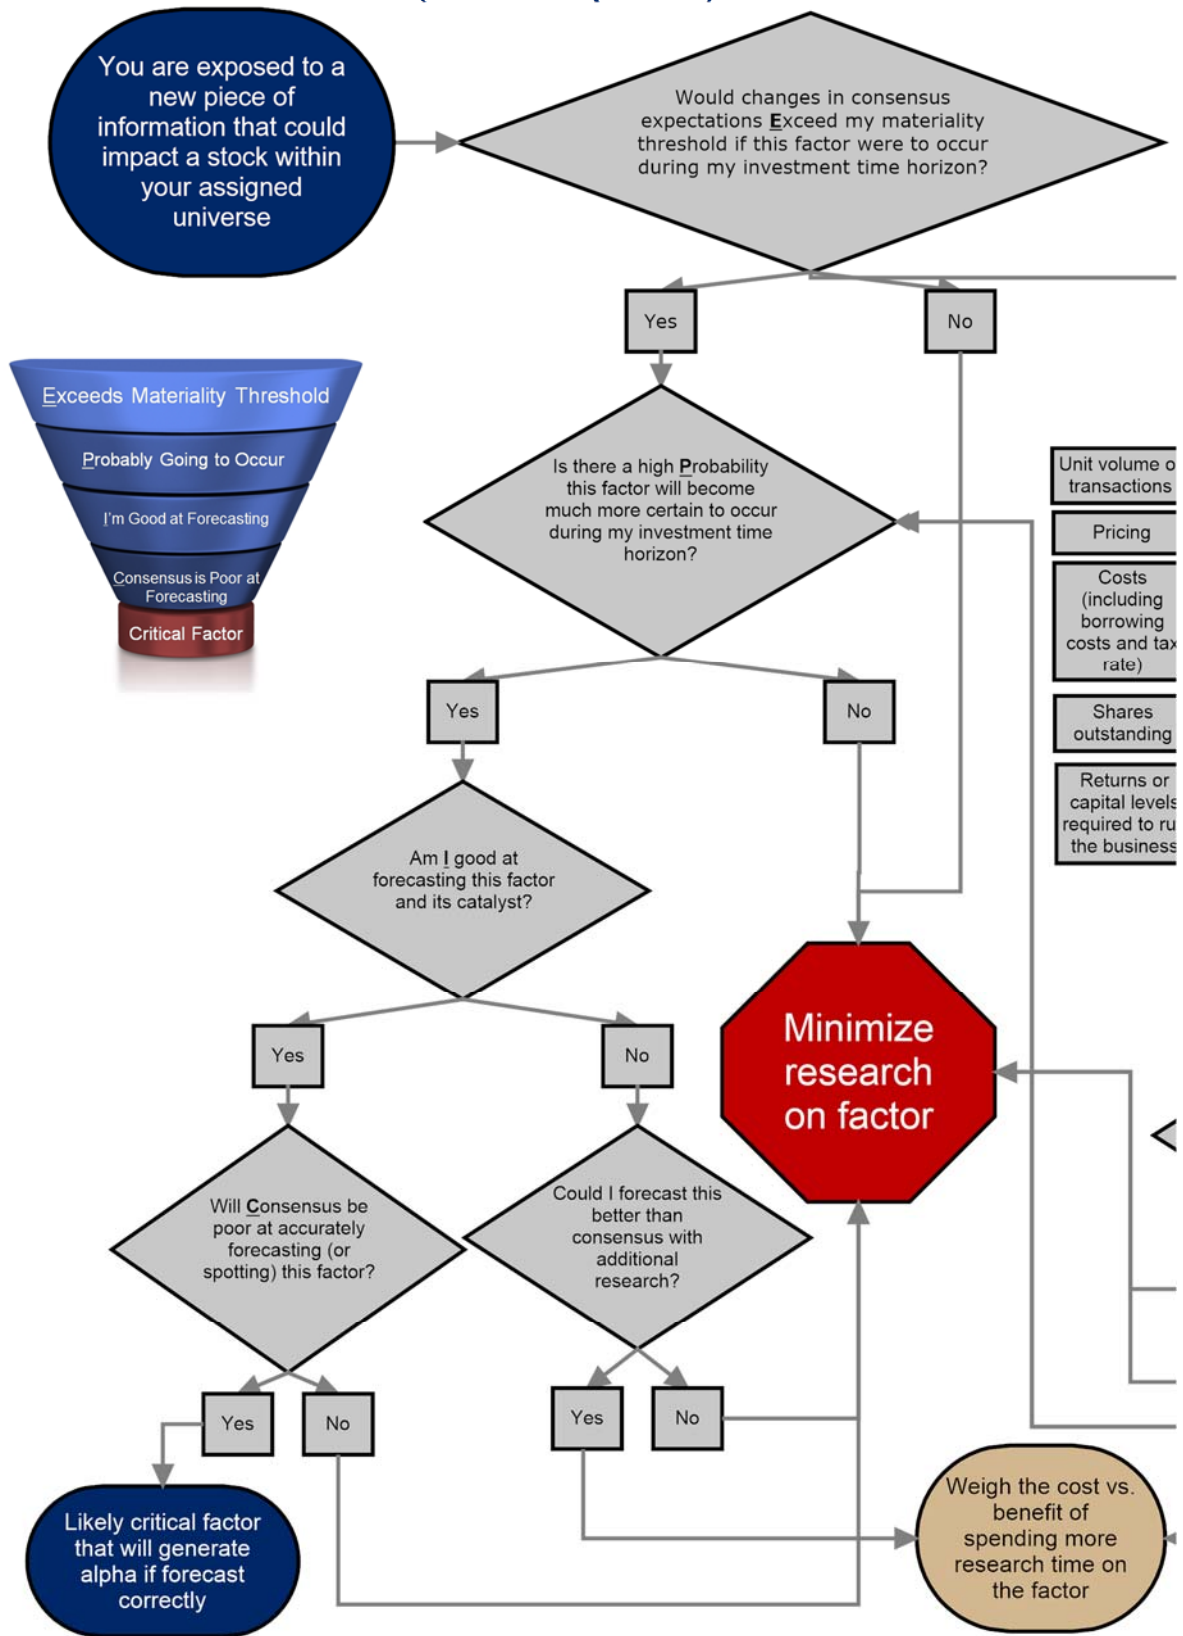 You are exposed to a
new piece of
information that could
impact a stock within
your assigned
universe
Would changes in consensus
expectations Exceed my materiality
threshold if this factor were to occur
during my investment time horizon?
Yes
No
Exceeds Materiality Threshold
Probably Going to Occur
I'm Good at Forecasting
Consensus is Poor at
Forecasting
Critical Factor
Is there a high Probability
this factor will become
much more certain to occur
during my investment time
horizon?
Unit volume
transactions
Pricing
Costs
(including
borrowing
costs and tax
rate)
Shares
outstanding
Returns or
capital levels
required to
the business
Yes
No
Am I good at
forecasting this factor
and its catalyst?
Minimize
research
on factor
Yes
No
Will Consensus be
poor at accurately
forecasting (or
spotting) this factor?
Could I forecast this
better than
consensus with
additional
research?
Yes
No
Yes
No
Likely critical factor
that will generate
alpha if forecast
correctly
Weigh the cost vs.
benefit of
spending more
research time on
the factor